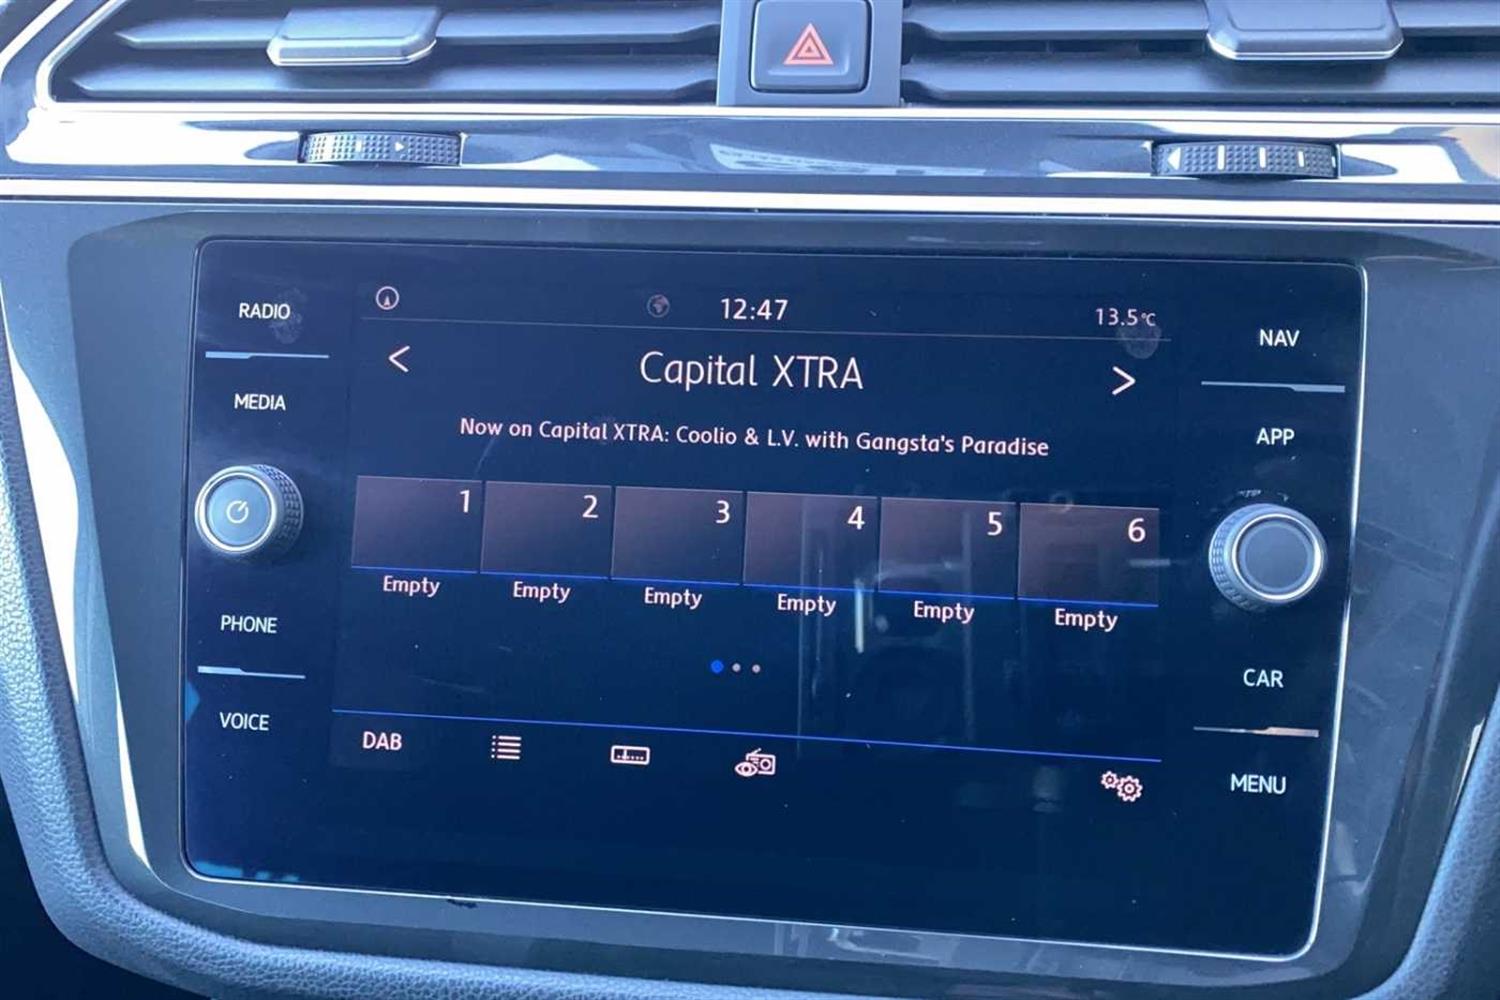 RADIO
MEDIA
PHONE
VOICE
12:47
13.5°C
< Capital XTRA >
Now on Capital XTRA: Coolio & L.V. with Gangsta's Paradise
1 2 3 4 5 6
Empty Empty Empty Empty Empty Empty
DAB
NAV
APP
CAR
MENU